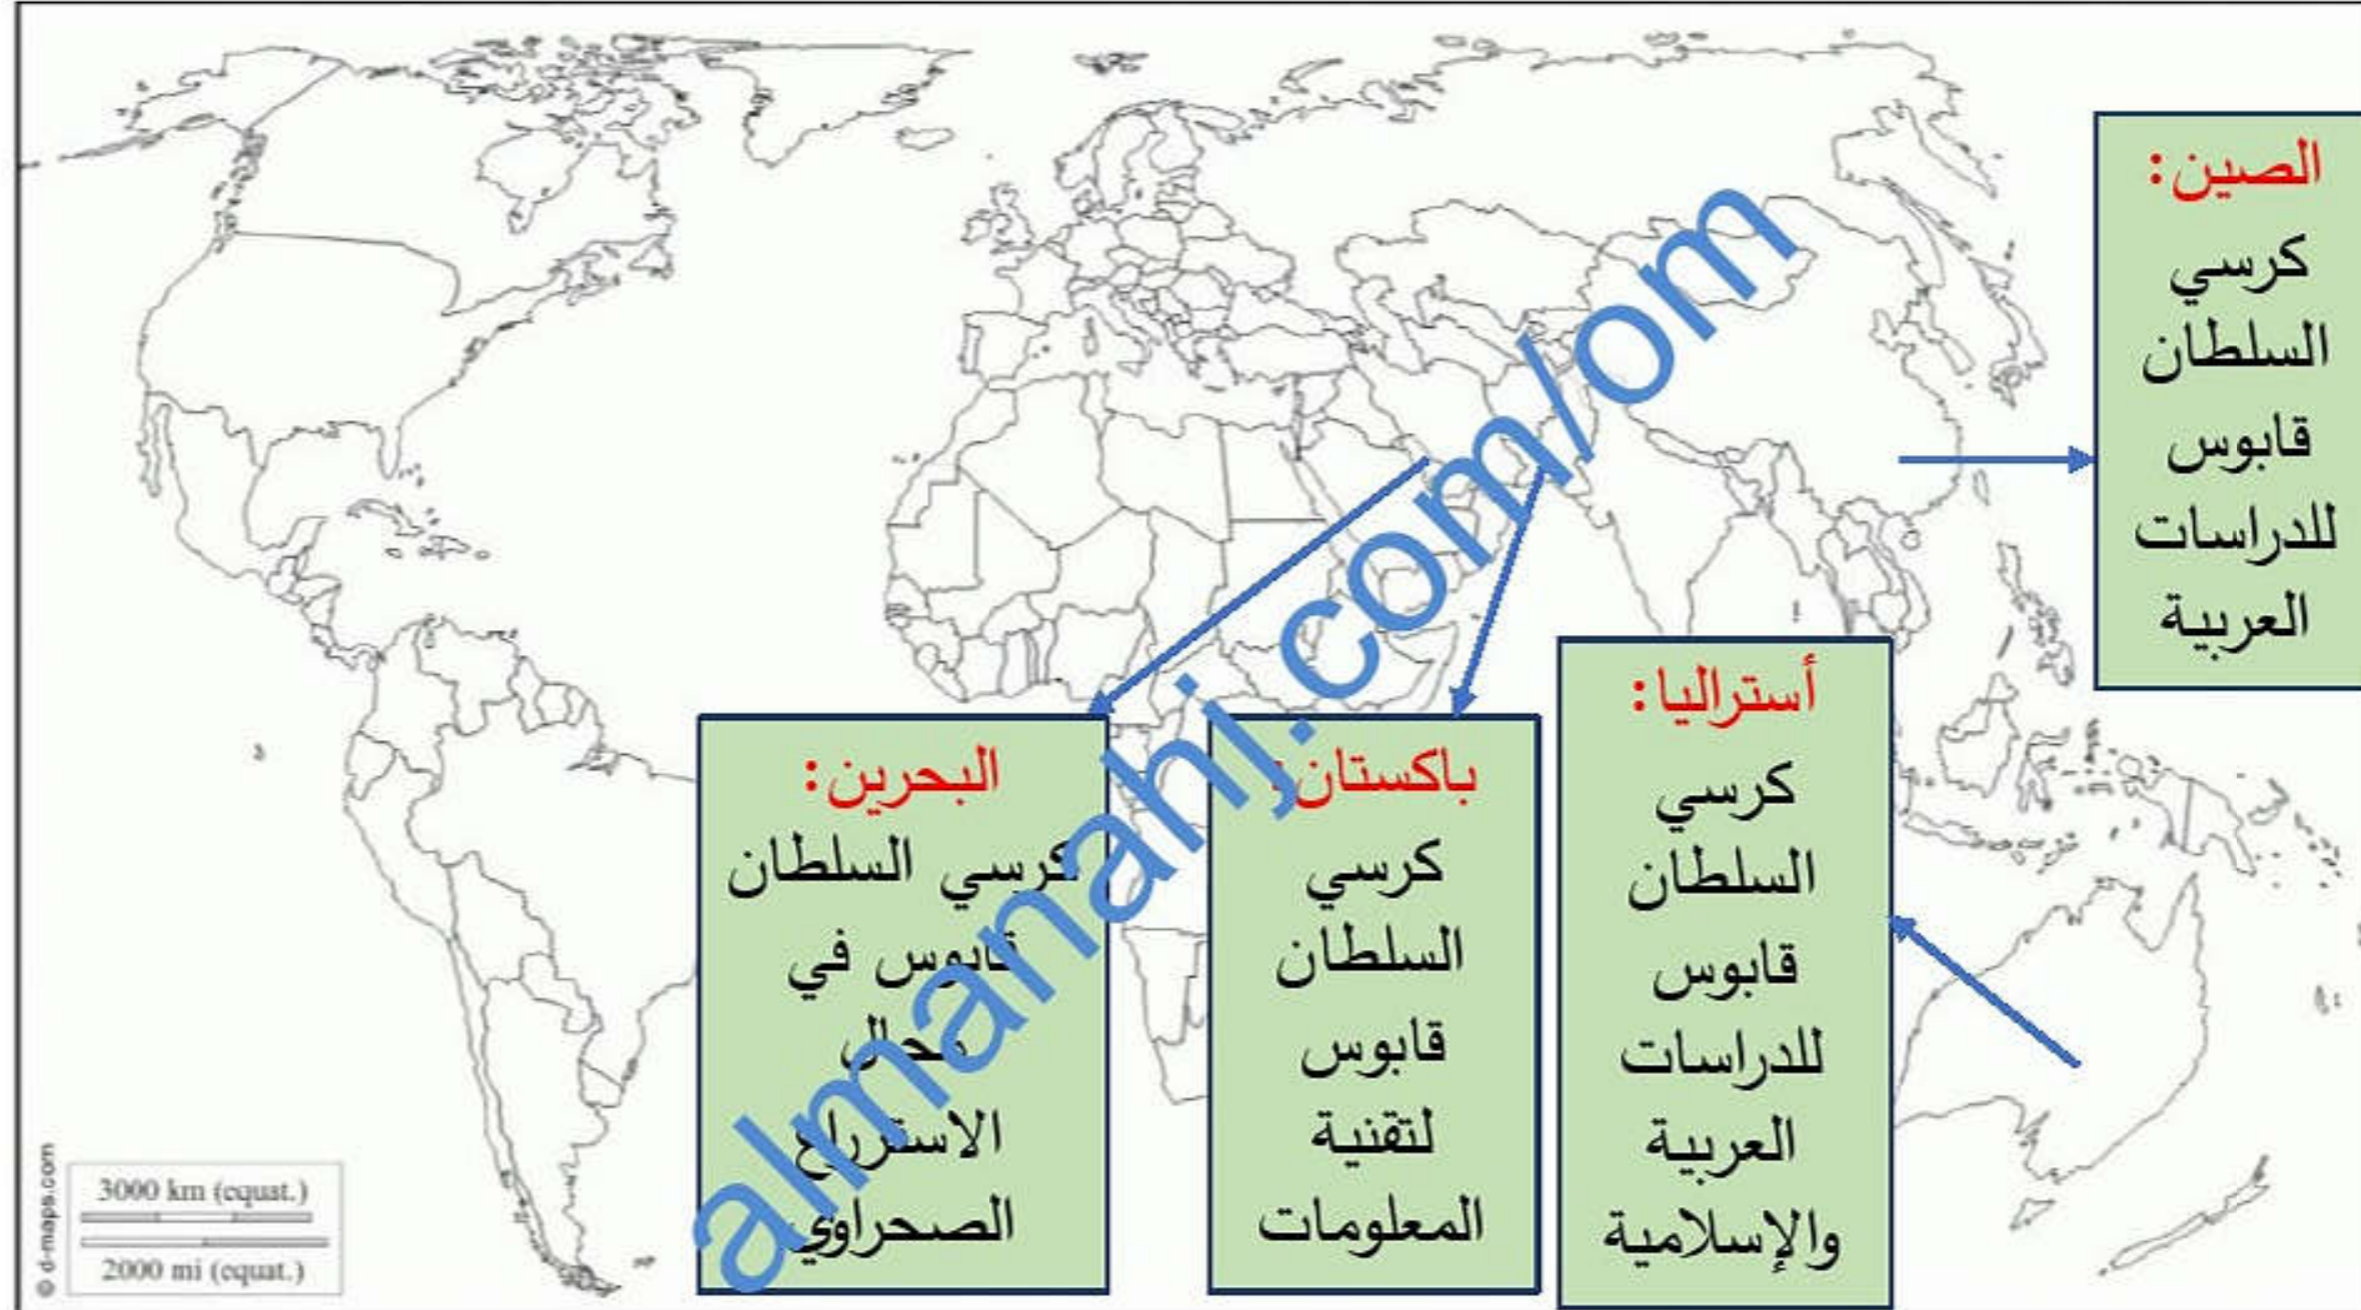 الصين:
كرسي
السلطان
قابوس
للدراسات
العربية
أستراليا:
كرسي
السلطان
قابوس
للدراسات
العربية
والإسلامية
باكستان:
كرسي
السلطان
قابوس
لتقنية
المعلومات
البحرين:
كرسي السلطان
قابوس في
مجال
الاستزراع
الصحراوي
almanahj.com/om
3000 km (equat.)
2000 mi (equat.)
© d-maps.com